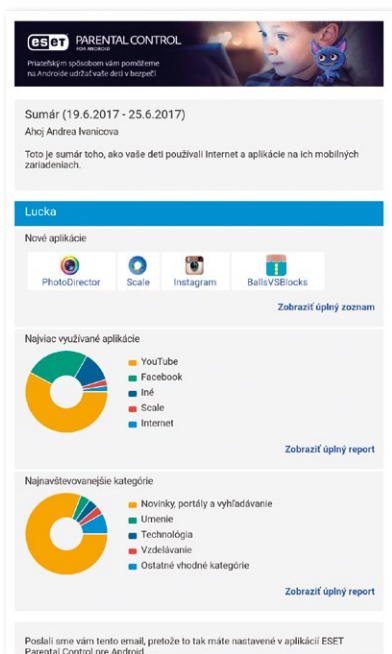 eset PARENTAL CONTROL
FOR ANDROID
Priateľským spôsobom vám pomôžeme
na Androide udržať vaše deti v bezpečí
Sumár (19.6.2017 - 25.6.2017)
Ahoj Andrea Ivanicova
Toto je sumár toho, ako vaše deti používali Internet a aplikácie na ich mobilných
zariadeniach.
Lucka
Nové aplikácie
PhotoDirector Scale Instagram BallsVSBlocks
Zobraziť úplný zoznam
Najviac využívané aplikácie
YouTube
Facebook
Iné
Scale
Internet
Zobraziť úplný report
Najnavštevovanejšie kategórie
Novinky, portály a vyhľadávanie
Umenie
Technológia
Vzdelávanie
Ostatné vhodné kategórie
Zobraziť úplný report
Poslali sme vám tento email, pretože to tak máte nastavené v aplikácií ESET
Parental Control pre Android.